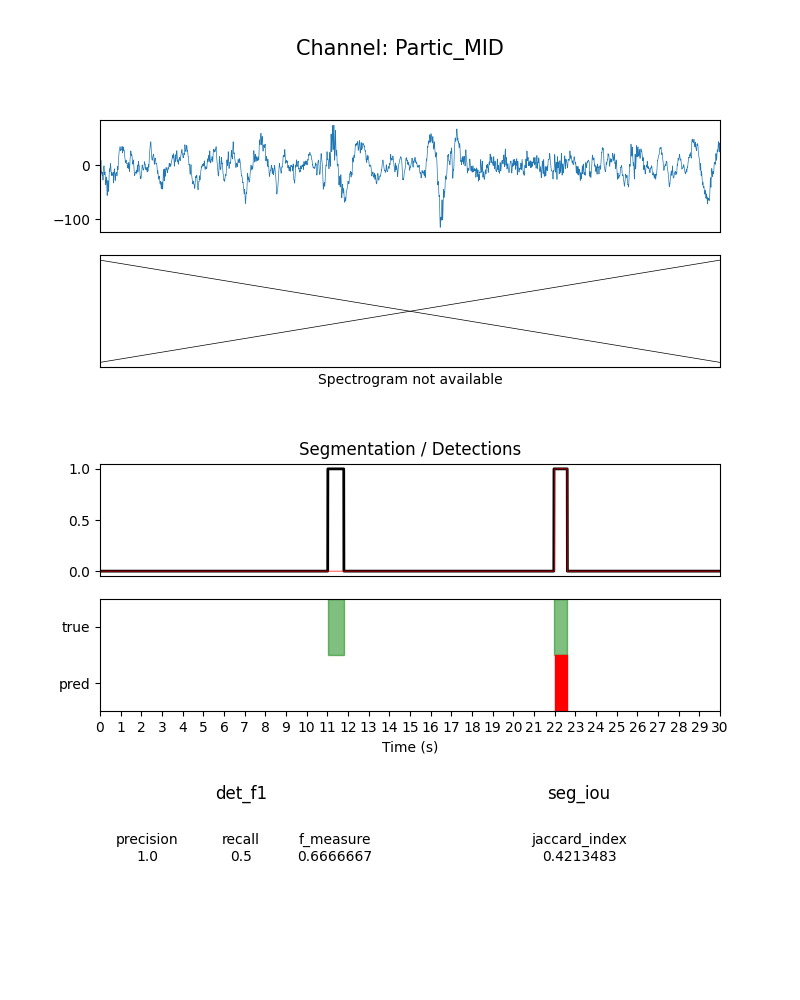 Channel: Partic_MID
0
−100
Spectrogram not available
Segmentation / Detections
1.0
0.5
0.0
true
pred
0 1 2 3 4 5 6 7 8 9 10 11 12 13 14 15 16 17 18 19 20 21 22 23 24 25 26 27 28 29 30
Time (s)
det_f1 seg_iou
precision recall f_measure jaccard_index
1.0 0.5 0.6666667 0.4213483